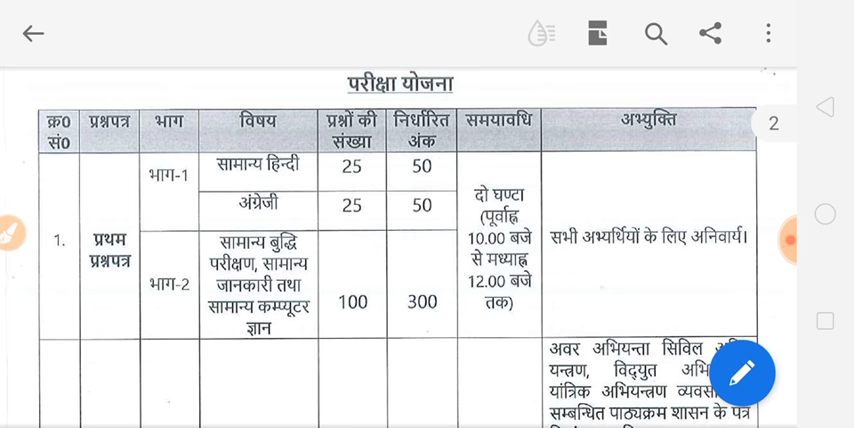 परीक्षा योजना
क्र0 सं0 प्रश्नपत्र भाग विषय प्रश्नों की संख्या निर्धारित अंक समयावधि अभ्युक्ति
2
1.
प्रथम
प्रश्नपत्र
भाग-1
सामान्य हिन्दी 25 50
अंग्रेजी 25 50
भाग-2
सामान्य बुद्धि
परीक्षण, सामान्य
जानकारी तथा
सामान्य कम्प्यूटर
ज्ञान
100 300
दो घण्टा
(पूर्वाह्न
10.00 बजे
से मध्याह्न
12.00 बजे
तक)
सभी अभ्यर्थियों के लिए अनिवार्य।
अवर अभियन्ता सिविल
यन्त्रण, विद्युत
यांत्रिक अभियन्त्रण
सम्बन्धित पाठ्यक्रम शासन के पत्र